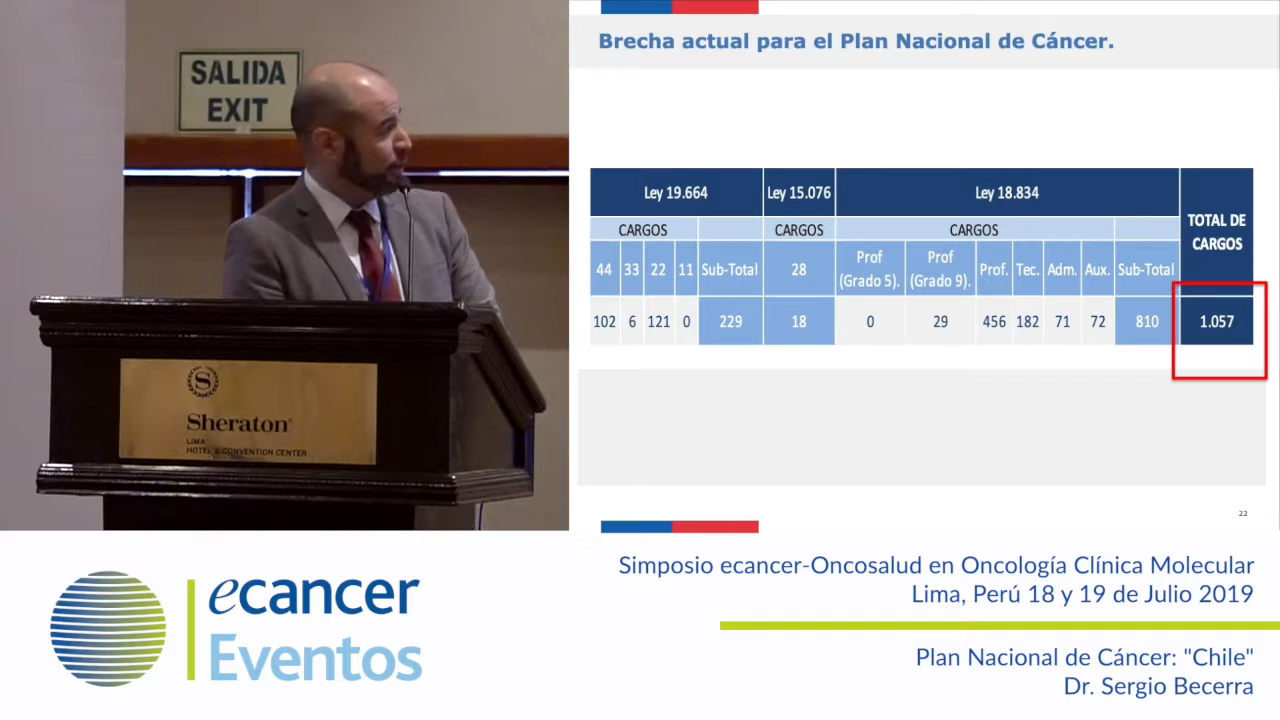 SALIDA
EXIT
S
Sheraton
LIMA
HOTEL & CONVENTION CENTER
Brecha actual para el Plan Nacional de Cáncer.
Ley 19.664 Ley 15.076 Ley 18.834 TOTAL DE CARGOS
CARGOS CARGOS CARGOS
44 33 22 11 Sub-Total 28 Prof (Grado 5). Prof (Grado 9). Prof. Tec. Adm. Aux. Sub-Total
102 6 121 0 229 18 0 29 456 182 71 72 810 1.057
22
ecancer
Eventos
Simposio ecancer-Oncosalud en Oncología Clínica Molecular
Lima, Perú 18 y 19 de Julio 2019
Plan Nacional de Cáncer: "Chile"
Dr. Sergio Becerra